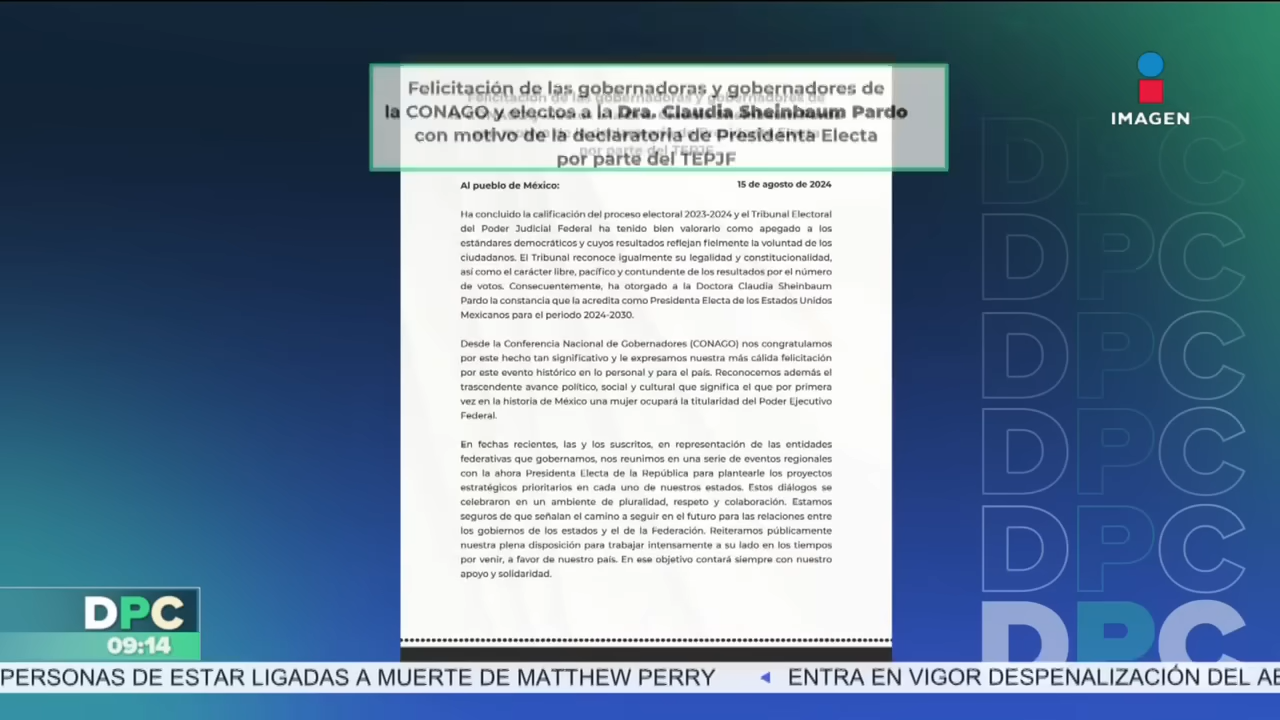 Felicitación de las gobernadoras y gobernadores de
la CONAGO y electos a la Dra. Claudia Sheinbaum Pardo
con motivo de la declaratoria de Presidenta Electa
por parte del TEPJF
IMAGEN
Al pueblo de México:
15 de agosto de 2024
Ha concluido la calificación del proceso electoral 2023-2024 y el Tribunal Electoral
del Poder Judicial Federal ha tenido bien valorarlo como apegado a los
estándares democráticos y cuyos resultados reflejan fielmente la voluntad de los
ciudadanos. El Tribunal reconoce igualmente su legalidad y constitucionalidad,
así como el carácter libre, pacífico y contundente de los resultados por el número
de votos. Consecuentemente, ha otorgado a la Doctora Claudia Sheinbaum
Pardo la constancia que la acredita como Presidenta Electa de los Estados Unidos
Mexicanos para el periodo 2024-2030.
Desde la Conferencia Nacional de Gobernadores (CONAGO) nos congratulamos
por este hecho tan significativo y le expresamos nuestra más cálida felicitación
por este evento histórico en lo personal y para el país. Reconocemos además el
trascendente avance político, social y cultural que significa el que por primera
vez en la historia de México una mujer ocupará la titularidad del Poder Ejecutivo
Federal.
En fechas recientes, las y los suscritos, en representación de las entidades
federativas que gobernamos, nos reunimos en una serie de eventos regionales
con la ahora Presidenta Electa de la República para plantearle los proyectos
estratégicos prioritarios en cada uno de nuestros estados. Estos diálogos se
celebraron en un ambiente de pluralidad, respeto y colaboración. Estamos
seguros de que señalan el camino a seguir en el futuro para las relaciones entre
los gobiernos de los estados y el de la Federación. Reiteramos públicamente
nuestra plena disposición para trabajar intensamente a su lado en los tiempos
por venir, a favor de nuestro país. En ese objetivo contará siempre con nuestro
apoyo y solidaridad.
DPC
DPC
DPC
DPC
DPC
DPC
DPC
09:14
PERSONAS DE ESTAR LIGADAS A MUERTE DE MATTHEW PERRY
ENTRA EN VIGOR DESPENALIZACIÓN DEL